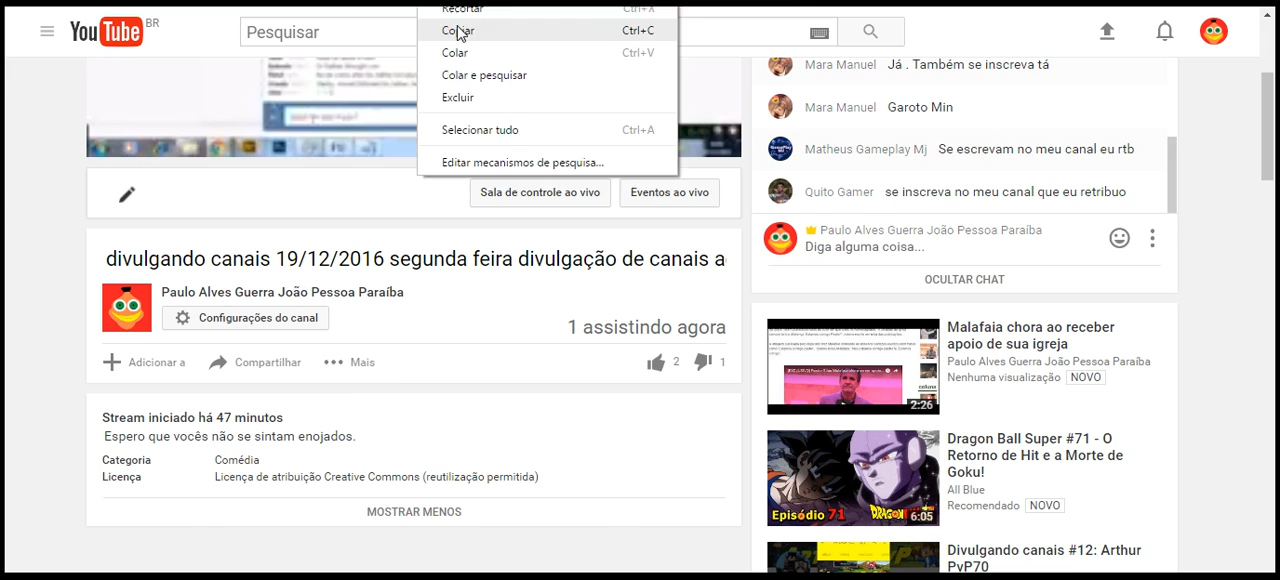 YouTube BR
Pesquisar
Recortar Ctrl+X
Copiar Ctrl+C
Colar Ctrl+V
Colar e pesquisar
Excluir
Selecionar tudo Ctrl+A
Editar mecanismos de pesquisa...
Sala de controle ao vivo
Eventos ao vivo
divulgando canais 19/12/2016 segunda feira divulgação de canais a
Paulo Alves Guerra João Pessoa Paraíba
Configurações do canal
1 assistindo agora
Adicionar a
Compartilhar
Mais
2
1
Stream iniciado há 47 minutos
Espero que vocês não se sintam enojados.
Categoria Comédia
Licença Licença de atribuição Creative Commons (reutilização permitida)
MOSTRAR MENOS
Mara Manuel Já . Também se inscreva tá
Mara Manuel Garoto Min
Matheus Gameplay Mj Se escrevam no meu canal eu rtb
Quito Gamer se inscreva no meu canal que eu retribuo
Paulo Alves Guerra João Pessoa Paraíba
Diga alguma coisa...
OCULTAR CHAT
2:26
Malafaia chora ao receber
apoio de sua igreja
Paulo Alves Guerra João Pessoa Paraíba
Nenhuma visualização NOVO
Episódio 71
DRAGON BALL
6:05
Dragon Ball Super #71 - O
Retorno de Hit e a Morte de
Goku!
All Blue
Recomendado NOVO
Divulgando canais #12: Arthur
PvP70